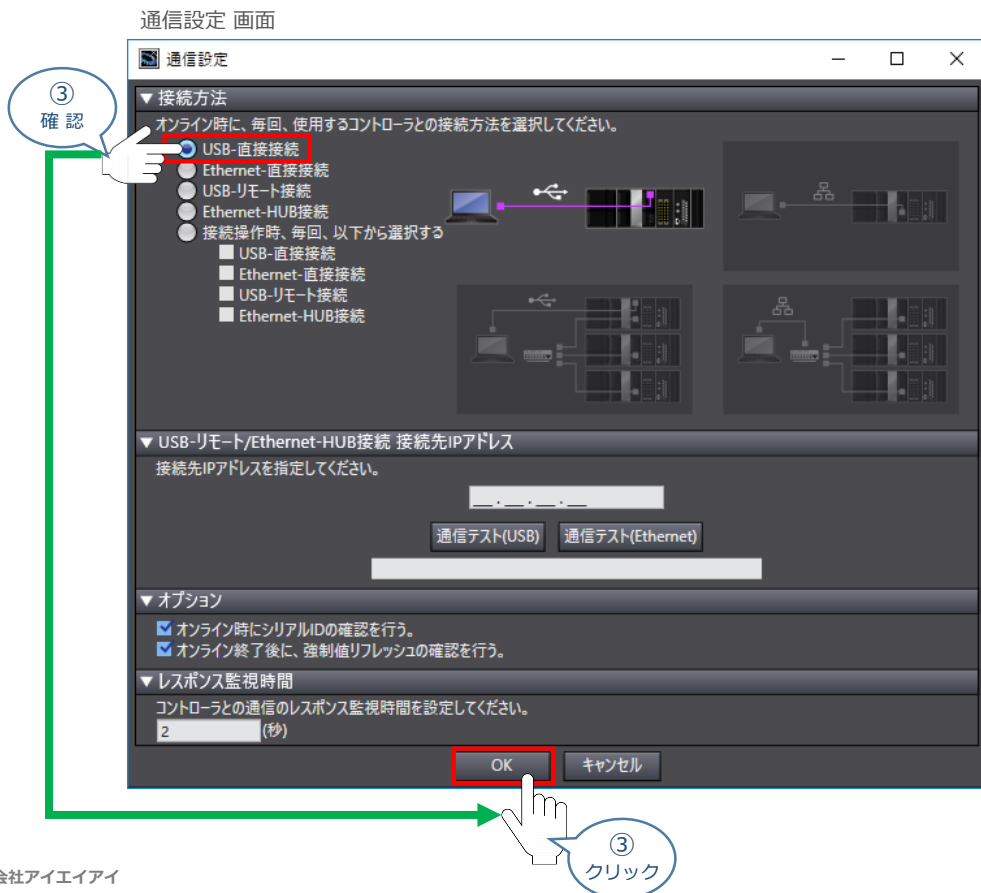 通信設定 画面
通信設定
③
確 認
▼ 接続方法
オンライン時に、毎回、使用するコントローラとの接続方法を選択してください。
USB-直接接続
Ethernet-直接接続
USB-リモート接続
Ethernet-HUB接続
接続操作時、毎回、以下から選択する
USB-直接接続
Ethernet-直接接続
USB-リモート接続
Ethernet-HUB接続
▼ USB-リモート/Ethernet-HUB接続 接続先IPアドレス
接続先IPアドレスを指定してください。
__.__.__.__
通信テスト(USB) 通信テスト(Ethernet)
▼ オプション
オンライン時にシリアルIDの確認を行う。
オンライン終了後に、強制値リフレッシュの確認を行う。
▼ レスポンス監視時間
コントローラとの通信のレスポンス監視時間を設定してください。
2 (秒)
OK キャンセル
③
クリック
会社アイエイアイ